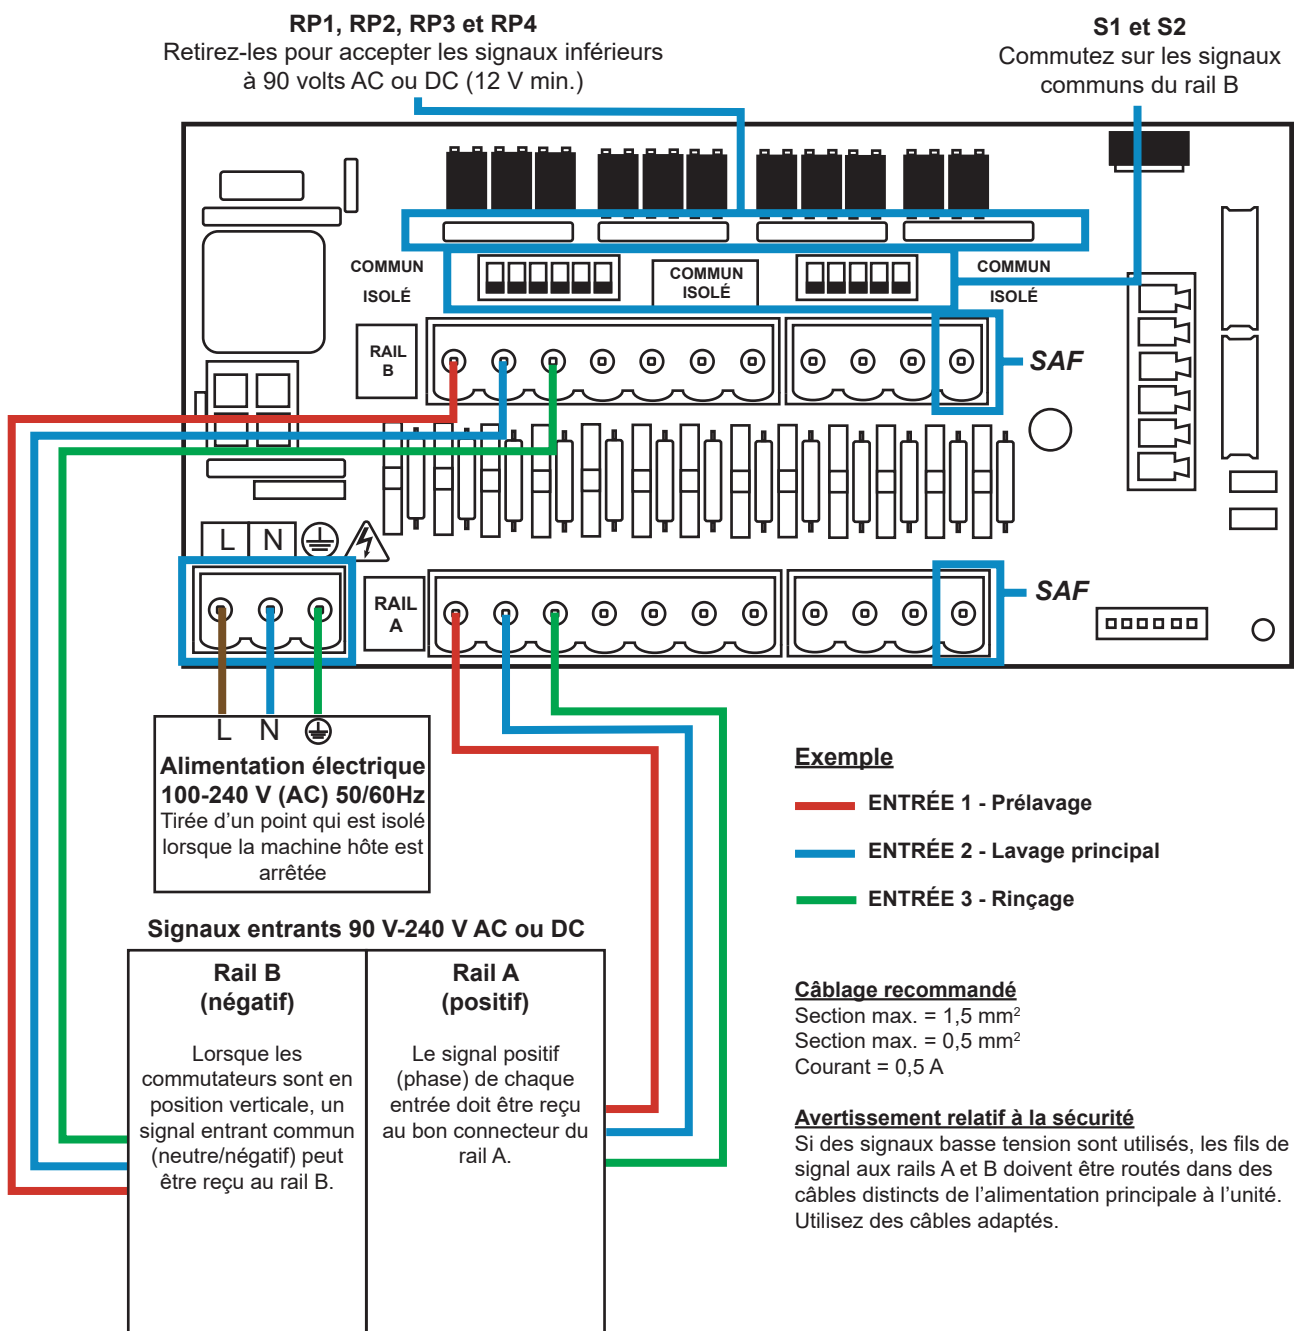 RP1, RP2, RP3 et RP4
Retirez-les pour accepter les signaux inférieurs
à 90 volts AC ou DC (12 V min.)
S1 et S2
Commutez sur les signaux
communs du rail B
COMMUN
ISOLÉ
COMMUN
ISOLÉ
COMMUN
ISOLÉ
RAIL
B
SAF
L N
RAIL
A
SAF
L N
Alimentation électrique
100-240 V (AC) 50/60Hz
Tirée d’un point qui est isolé
lorsque la machine hôte est
arrêtée
Exemple
ENTRÉE 1 - Prélavage
ENTRÉE 2 - Lavage principal
ENTRÉE 3 - Rinçage
Signaux entrants 90 V-240 V AC ou DC
Rail B
(négatif)
Lorsque les
commutateurs sont en
position verticale, un
signal entrant commun
(neutre/négatif) peut
être reçu au rail B.
Rail A
(positif)
Le signal positif
(phase) de chaque
entrée doit être reçu
au bon connecteur du
rail A.
Câblage recommandé
Section max. = 1,5 mm²
Section max. = 0,5 mm²
Courant = 0,5 A
Avertissement relatif à la sécurité
Si des signaux basse tension sont utilisés, les fils de
signal aux rails A et B doivent être routés dans des
câbles distincts de l’alimentation principale à l’unité.
Utilisez des câbles adaptés.